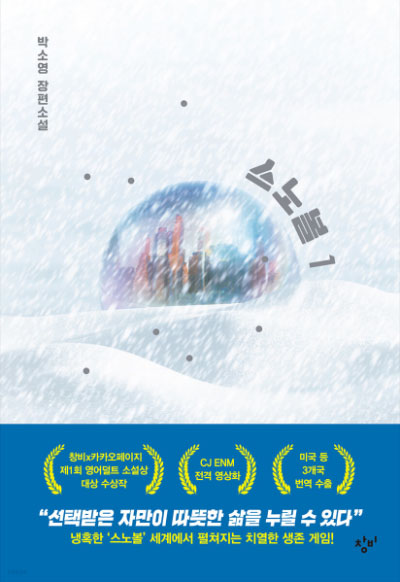 박소영 장편소설
스노볼 1
창비x카카오페이지
제1회 영어덜트 소설상
대상 수상작
CJ ENM
전격 영상화
미국 등
3개국
번역 수출
“선택받은 자만이 따뜻한 삶을 누릴 수 있다”
냉혹한 ‘스노볼’ 세계에서 펼쳐지는 치열한 생존 게임!
창비